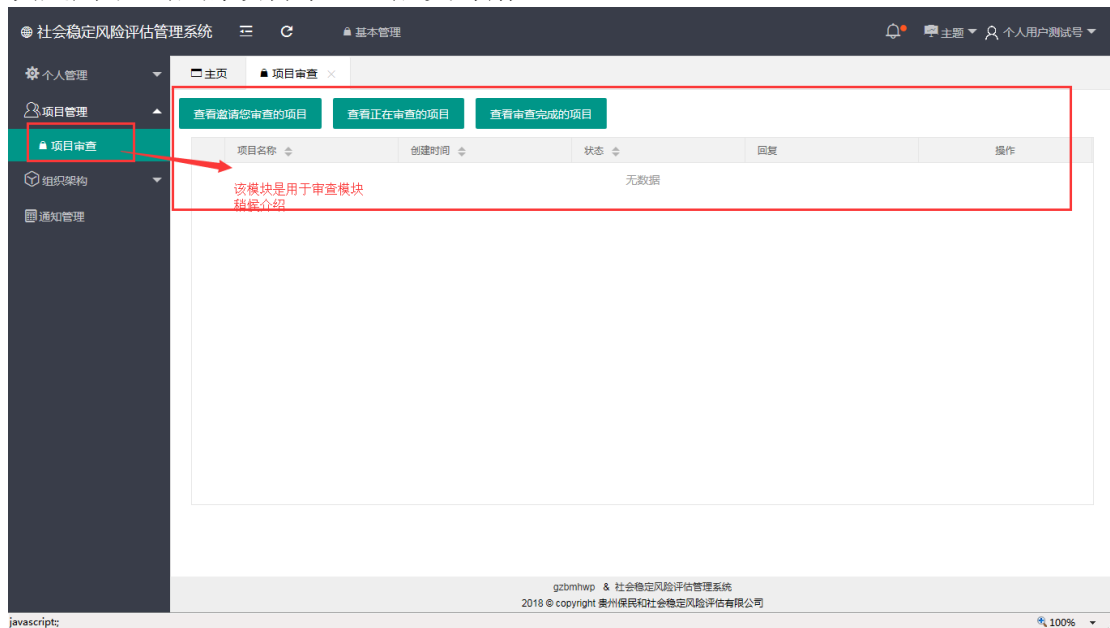 社会稳定风险评估管理系统
基本管理
主题
个人用户测试号
个人管理
主页
项目审查
项目管理
查看邀请您审查的项目
查看正在审查的项目
查看审查完成的项目
项目审查
项目名称
创建时间
状态
回复
操作
组织架构
无数据
该模块是用于审查模块
稍候介绍
通知管理
gzbmhwp & 社会稳定风险评估管理系统
2018 © copyright 贵州保民和社会稳定风险评估有限公司
javascript:;
100%